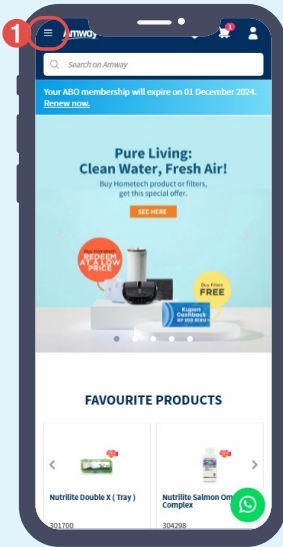 1
Amway
1
Search on Amway
Your ABO membership will expire on 01 December 2024.
Renew now.
Pure Living:
Clean Water, Fresh Air!
Buy Hometech product or filters,
get this special offer.
SEE HERE
Buy Hometech
REDEEM
AT A LOW
PRICE
Buy Filters
FREE
Kupon
Cashback
FAVOURITE PRODUCTS
Nutrilite Double X ( Tray )
Nutrilite Salmon Om
Complex
301700
304298